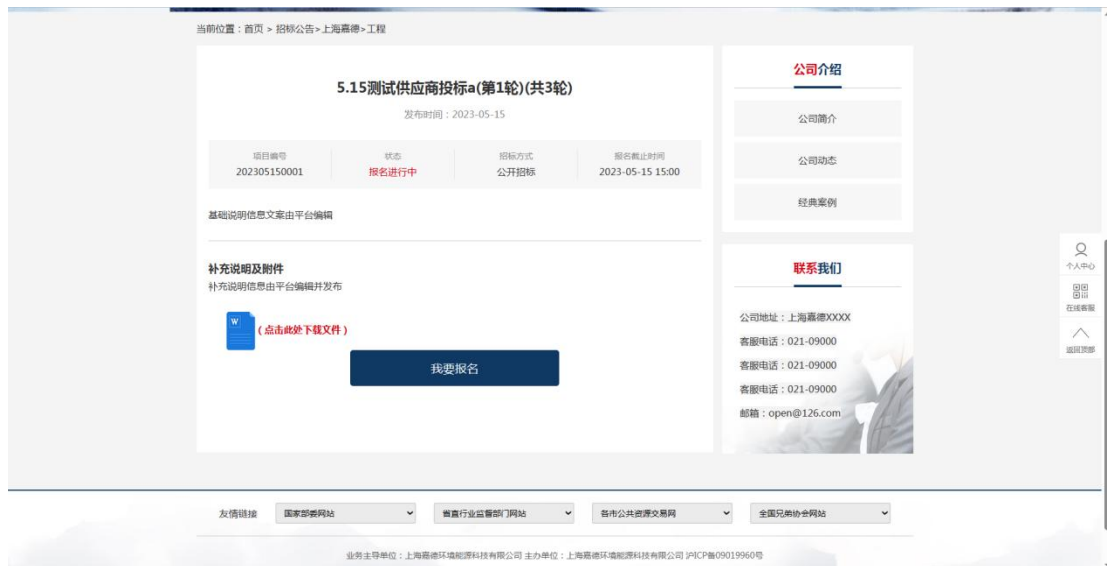 当前位置：首页 > 招标公告> 上海嘉德>工程
5.15测试供应商投标a(第1轮)(共3轮)
发布时间：2023-05-15
项目编号 状态 招标方式 报名截止时间
202305150001 报名进行中 公开招标 2023-05-15 15:00
基础说明信息文案由平台编辑
补充说明及附件
补充说明信息由平台编辑并发布
W
( 点击此处下载文件 )
我要报名
公司介绍
公司简介
公司动态
经典案例
联系我们
公司地址：上海嘉德XXXX
客服电话：021-09000
客服电话：021-09000
客服电话：021-09000
邮箱：open@126.com
个人中心
在线客服
返回顶部
友情链接 国家部委网站 省直行业监督部门网站 各市公共资源交易网 全国兄弟协会网站
业务主导单位：上海嘉德环境能源科技有限公司 主办单位：上海嘉德环境能源科技有限公司 沪ICP备09019960号